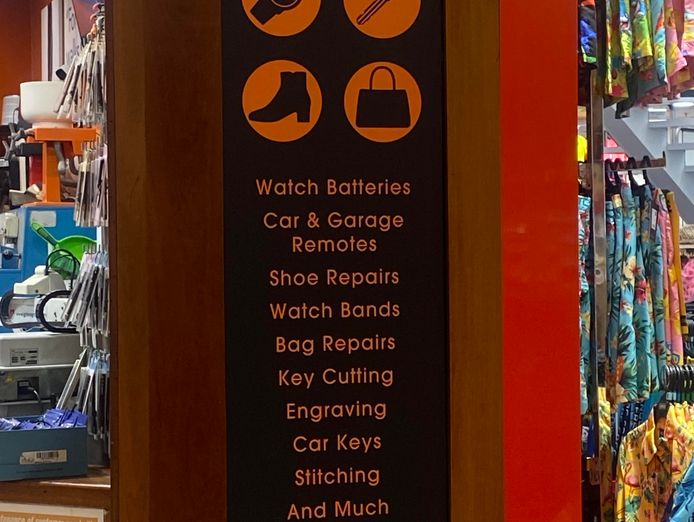 Watch Batteries
Car & Garage
Remotes
Shoe Repairs
Watch Bands
Bag Repairs
Key Cutting
Engraving
Car Keys
Stitching
And Much